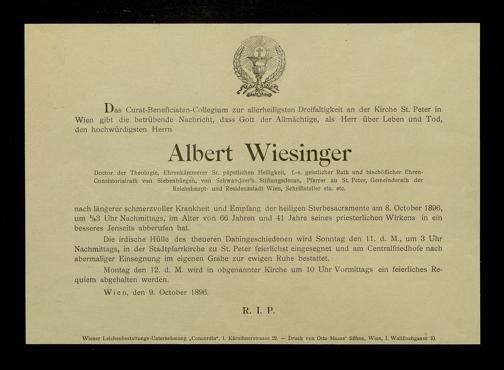 Das Curat-Beneficiaten-Collegium zur allerheiligsten Dreifaltigkeit an der Kirche St. Peter in
Wien gibt die betrübende Nachricht, dass Gott der Allmächtige, als Herr über Leben und Tod,
den hochwürdigsten Herrn
Albert Wiesinger
Doctor der Theologie, Ehrenkämmerer Sr. päpstlichen Heiligkeit, f.-e. geistlicher Rath und bischöflicher Ehren-
Consistorialrath von Siebenbürgen, von Schwandner's Stiftungsdecan, Pfarrer zu St. Peter, Gemeinderath der
Reichshaupt- und Residenzstadt Wien, Schriftsteller etc. etc.
nach längerer schmerzvoller Krankheit und Empfang der heiligen Sterbesacramente am 8. October 1896,
um ½3 Uhr Nachmittags, im Alter von 66 Jahren und 41 Jahre seines priesterlichen Wirkens in ein
besseres Jenseits abberufen hat.
Die irdische Hülle des theueren Dahingeschiedenen wird Sonntag den 11. d. M., um 3 Uhr
Nachmittags, in der Stadtpfarrkirche zu St. Peter feierlichst eingesegnet und am Centralfriedhofe nach
abermaliger Einsegnung im eigenen Grabe zur ewigen Ruhe bestattet.
Montag den 12. d. M. wird in obgenannter Kirche um 10 Uhr Vormittags ein feierliches Re-
quiem abgehalten werden.
Wien, den 9. October 1896.
R. I. P.
Wiener Leichenbestattungs-Unternehmung „Concordia", I. Kärntnerstrasse 22. — Druck von Otto Maass' Söhne, Wien, I. Wallfischgasse 10.